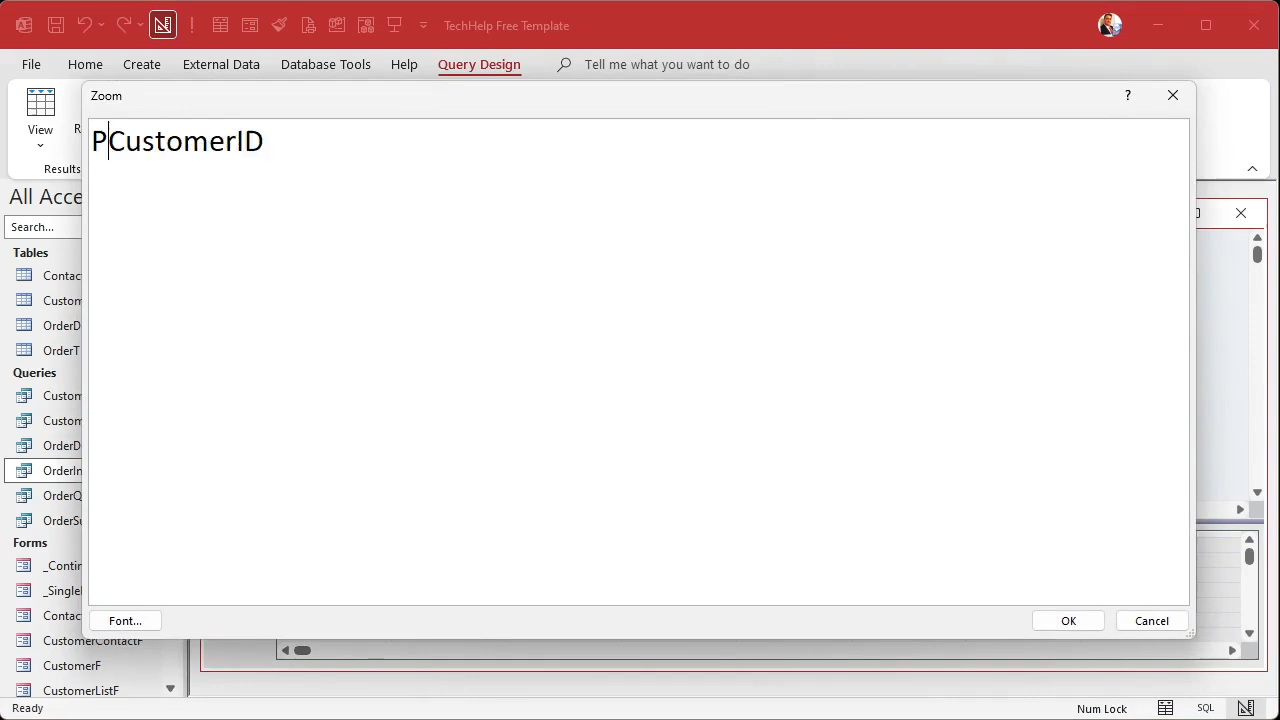 TechHelp Free Template
File
Home
Create
External Data
Database Tools
Help
Query Design
Tell me what you want to do
View
Results
Zoom
PCustomerID
Font...
OK
Cancel
All Acce
Search...
Tables
Contac
Custom
OrderD
OrderT
Queries
Custom
Custom
OrderD
OrderIn
OrderQ
OrderSu
Forms
_Contin
_Single
Contac
CustomerContactF
CustomerF
CustomerListF
Ready
Num Lock
SQL